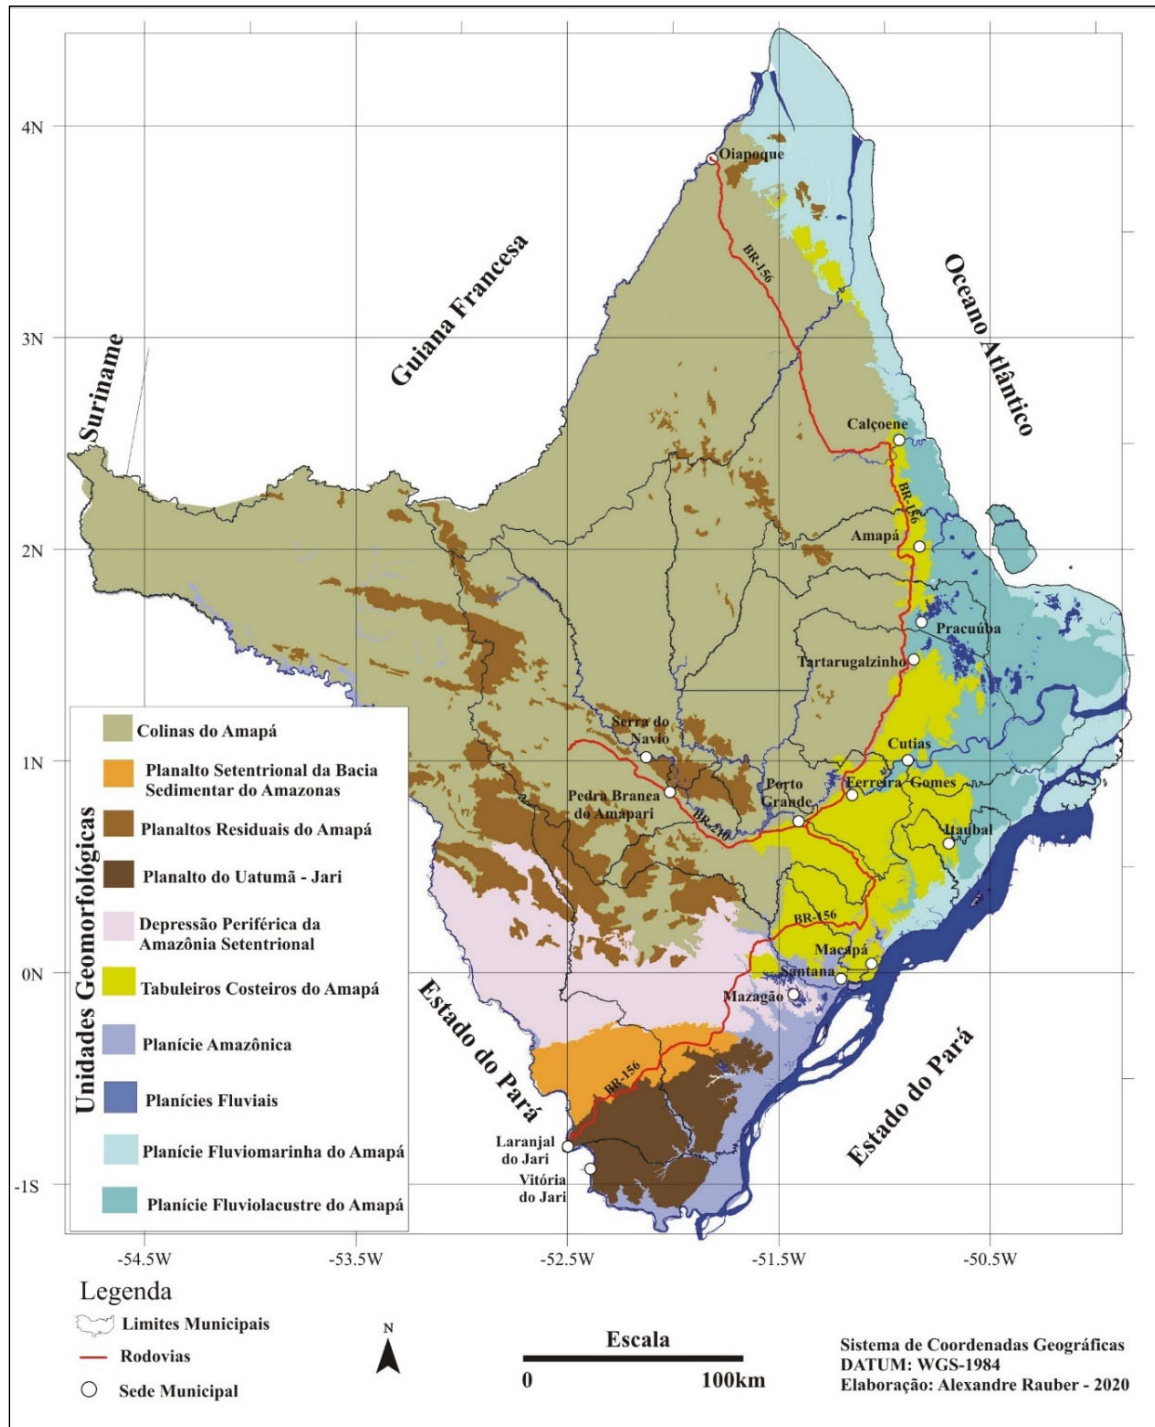 4N
3N
2N
1N
0N
-1S
Suriname
Guiana Francesa
Oceano Atlântico
Oiapoque
BR-156
Calçoene
BR-156
Amapá
Pracuúba
Tartarugalzinho
Serra do
Navio
Cutias
Pedra Branca
do Amapari
Porto
Grande
Ferreira Gomes
BR-210
Itaubal
BR-156
Macapá
Santana
Mazagão
Estado do Pará
BR-156
Estado do Pará
Laranjal
do Jari
Vitória
do Jari
Unidades Geomorfológicas
Colinas do Amapá
Planalto Setentrional da Bacia
Sedimentar do Amazonas
Planaltos Residuais do Amapá
Planalto do Uatumã - Jari
Depressão Periférica da
Amazônia Setentrional
Tabuleiros Costeiros do Amapá
Planície Amazônica
Planícies Fluviais
Planície Fluviomarinha do Amapá
Planície Fluviolacustre do Amapá
-54.5W -53.5W -52.5W -51.5W -50.5W
Legenda
Limites Municipais
Rodovias
Sede Municipal
N
Escala
0 100km
Sistema de Coordenadas Geográficas
DATUM: WGS-1984
Elaboração: Alexandre Rauber - 2020